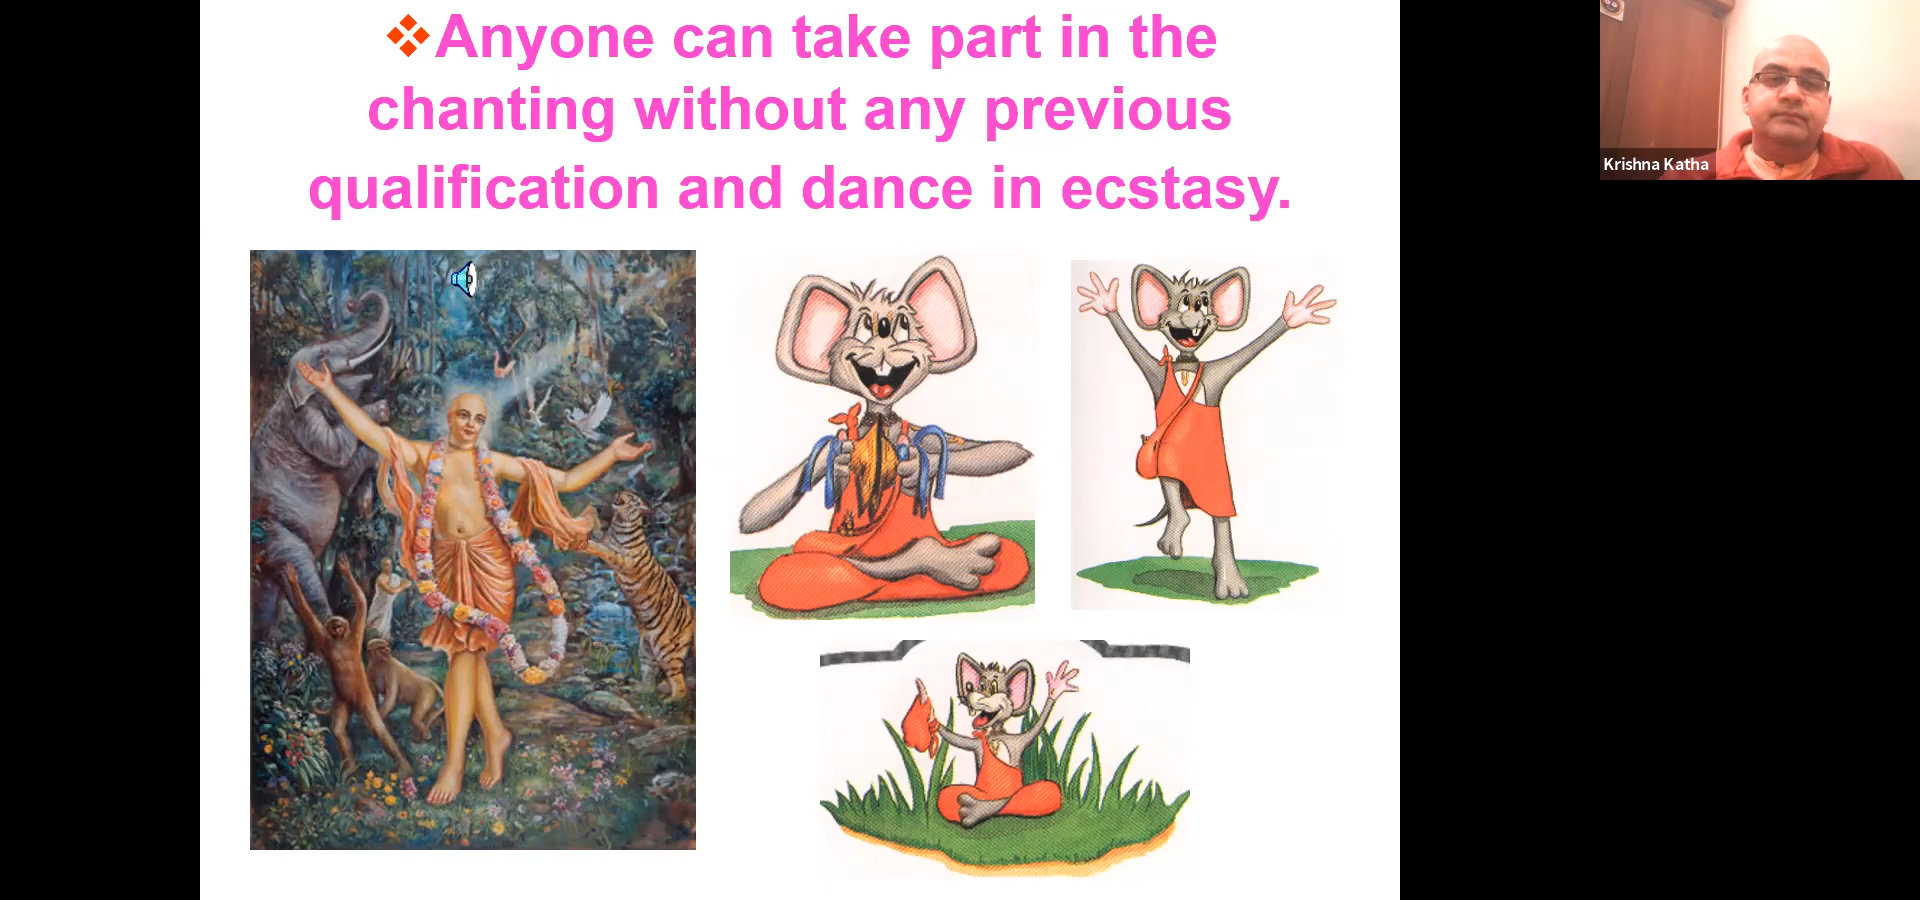 ❖Anyone can take part in the
chanting without any previous
qualification and dance in ecstasy.
Krishna Katha